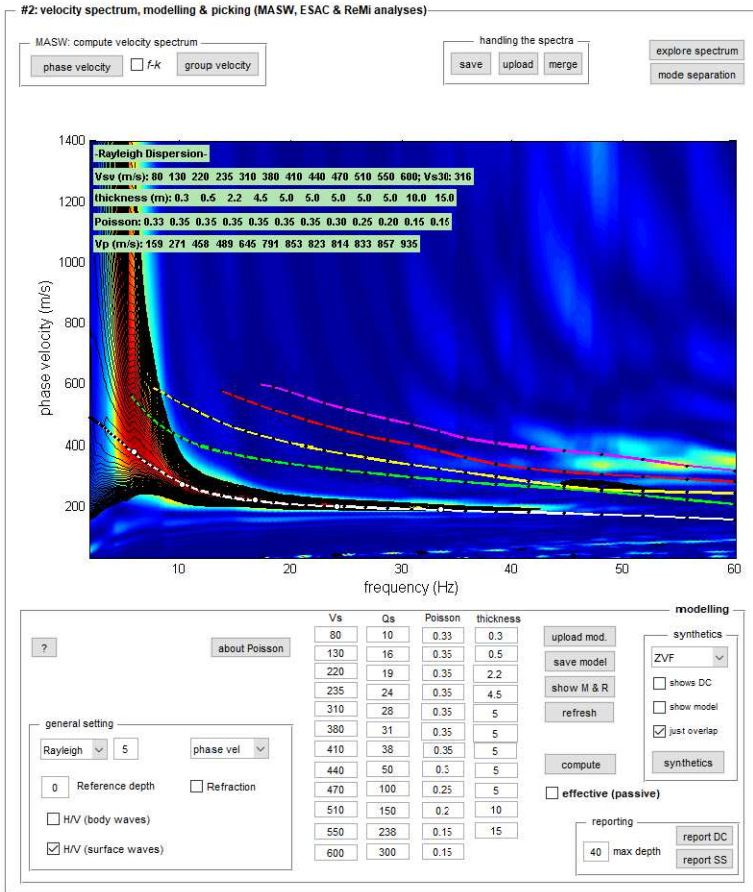 #2: velocity spectrum, modelling & picking (MASW, ESAC & ReMi analyses)
MASW: compute velocity spectrum
phase velocity f-k group velocity
handling the spectra
save upload merge
explore spectrum
mode separation
-Rayleigh Dispersion-
Vsv (m/s): 80 130 220 235 310 380 410 440 470 510 550 600; Vs30: 316
thickness (m): 0.3 0.5 2.2 4.5 5.0 5.0 5.0 5.0 5.0 10.0 15.0
Poisson: 0.33 0.35 0.35 0.35 0.35 0.35 0.35 0.30 0.25 0.20 0.15 0.15
Vp (m/s): 159 271 458 489 645 791 853 823 814 833 857 935
1400
1200
1000
800
600
400
200
phase velocity (m/s)
10 20 30 40 50 60
frequency (Hz)
modelling
Vs Qs Poisson thickness
80 10 0.33 0.3
130 16 0.35 0.5
220 19 0.35 2.2
235 24 0.35 4.5
310 28 0.35 5
380 31 0.35 5
410 38 0.35 5
440 50 0.3 5
470 100 0.25 5
510 150 0.2 10
550 238 0.15 15
600 300 0.15
? about Poisson
general setting
Rayleigh 5 phase vel
0 Reference depth Refraction
H/V (body waves)
H/V (surface waves)
upload mod.
save model
show M & R
refresh
compute
effective (passive)
synthetics
ZVF
shows DC
show model
just overlap
synthetics
reporting
40 max depth
report DC
report SS